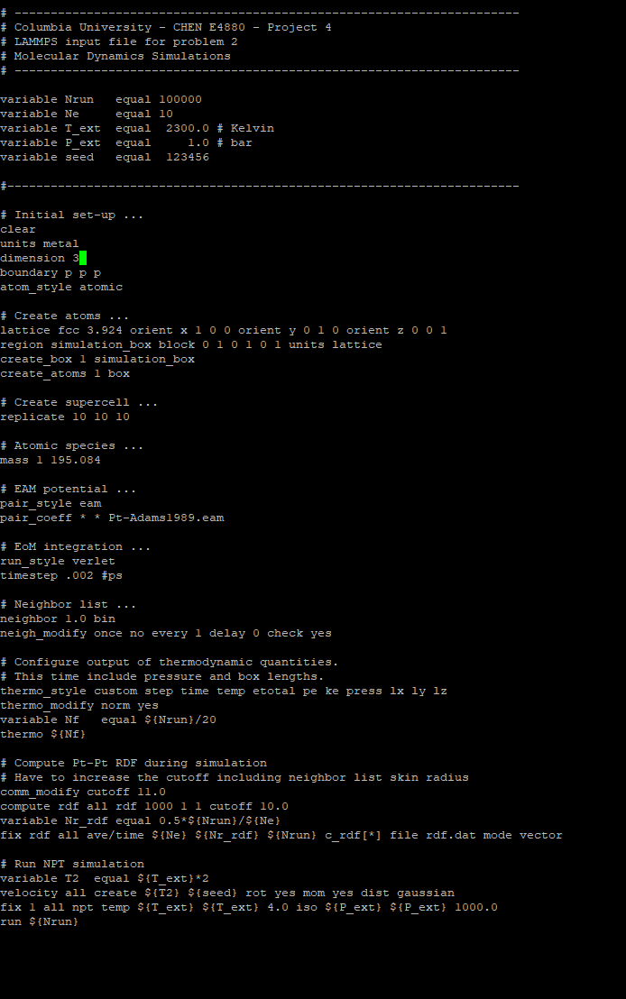 # ----------------------------------------------------------------------
# Columbia University - CHEN E4880 - Project 4
# LAMMPS input file for problem 2
# Molecular Dynamics Simulations
# ----------------------------------------------------------------------
variable Nrun   equal 100000
variable Ne     equal 10
variable T_ext  equal  2300.0 # Kelvin
variable P_ext  equal     1.0 # bar
variable seed   equal  123456
#-----------------------------------------------------------------------
# Initial set-up ...
clear
units metal
dimension 3
boundary p p p
atom_style atomic
# Create atoms ...
lattice fcc 3.924 orient x 1 0 0 orient y 0 1 0 orient z 0 0 1
region simulation_box block 0 1 0 1 0 1 units lattice
create_box 1 simulation_box
create_atoms 1 box
# Create supercell ...
replicate 10 10 10
# Atomic species ...
mass 1 195.084
# EAM potential ...
pair_style eam
pair_coeff * * Pt-Adams1989.eam
# EoM integration ...
run_style verlet
timestep .002 #ps
# Neighbor list ...
neighbor 1.0 bin
neigh_modify once no every 1 delay 0 check yes
# Configure output of thermodynamic quantities.
# This time include pressure and box lengths.
thermo_style custom step time temp etotal pe ke press lx ly lz
thermo_modify norm yes
variable Nf   equal ${Nrun}/20
thermo ${Nf}
# Compute Pt-Pt RDF during simulation
# Have to increase the cutoff including neighbor list skin radius
comm_modify cutoff 11.0
compute rdf all rdf 1000 1 1 cutoff 10.0
variable Nr_rdf equal 0.5*${Nrun}/${Ne}
fix rdf all ave/time ${Ne} ${Nr_rdf} ${Nrun} c_rdf[*] file rdf.dat mode vector
# Run NPT simulation
variable T2  equal ${T_ext}*2
velocity all create ${T2} ${seed} rot yes mom yes dist gaussian
fix 1 all npt temp ${T_ext} ${T_ext} 4.0 iso ${P_ext} ${P_ext} 1000.0
run ${Nrun}